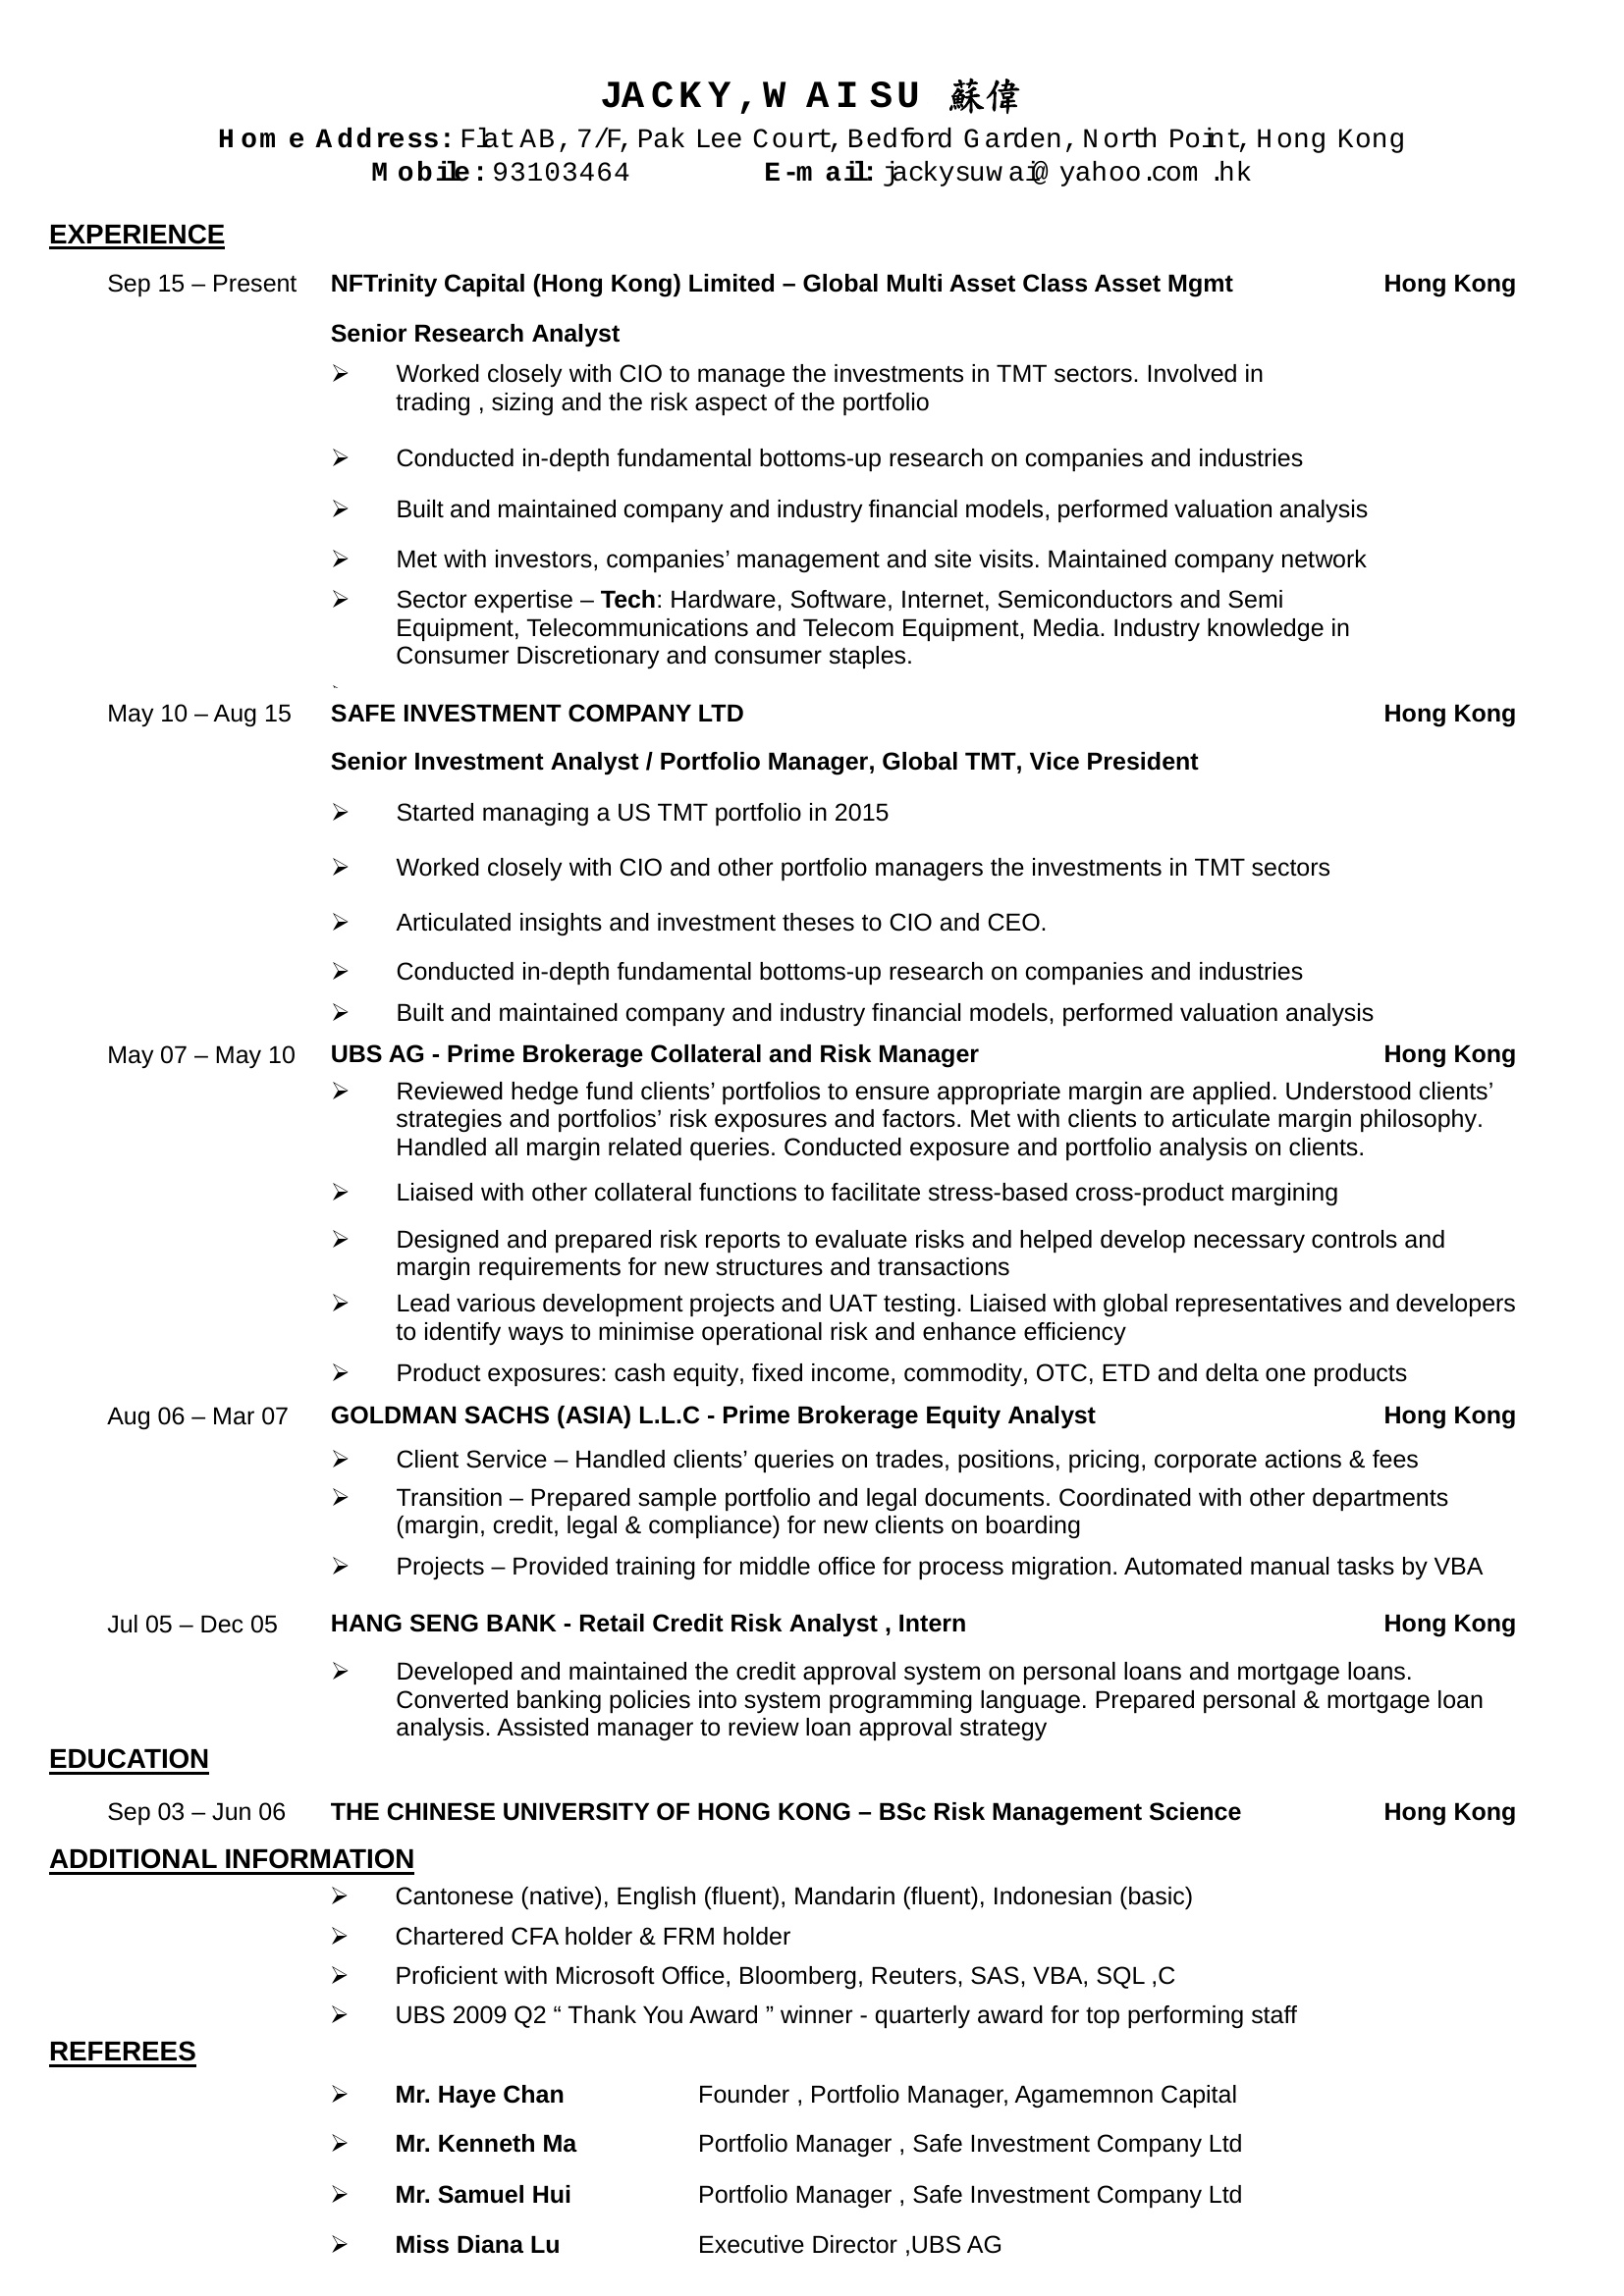 JACKY, WAI SU 蘇偉
Home Address: Flat AB, 7/F, Pak Lee Court, Bedford Garden, North Point, Hong Kong
Mobile: 93103464 E-mail: jackysuwai@yahoo.com.hk
EXPERIENCE
Sep 15 – Present NFTrinity Capital (Hong Kong) Limited – Global Multi Asset Class Asset Mgmt Hong Kong
Senior Research Analyst
➢ Worked closely with CIO to manage the investments in TMT sectors. Involved in
trading , sizing and the risk aspect of the portfolio
➢ Conducted in-depth fundamental bottoms-up research on companies and industries
➢ Built and maintained company and industry financial models, performed valuation analysis
➢ Met with investors, companies’ management and site visits. Maintained company network
➢ Sector expertise – Tech: Hardware, Software, Internet, Semiconductors and Semi
Equipment, Telecommunications and Telecom Equipment, Media. Industry knowledge in
Consumer Discretionary and consumer staples.
May 10 – Aug 15 SAFE INVESTMENT COMPANY LTD Hong Kong
Senior Investment Analyst / Portfolio Manager, Global TMT, Vice President
➢ Started managing a US TMT portfolio in 2015
➢ Worked closely with CIO and other portfolio managers the investments in TMT sectors
➢ Articulated insights and investment theses to CIO and CEO.
➢ Conducted in-depth fundamental bottoms-up research on companies and industries
➢ Built and maintained company and industry financial models, performed valuation analysis
May 07 – May 10 UBS AG - Prime Brokerage Collateral and Risk Manager Hong Kong
➢ Reviewed hedge fund clients’ portfolios to ensure appropriate margin are applied. Understood clients’
strategies and portfolios’ risk exposures and factors. Met with clients to articulate margin philosophy.
Handled all margin related queries. Conducted exposure and portfolio analysis on clients.
➢ Liaised with other collateral functions to facilitate stress-based cross-product margining
➢ Designed and prepared risk reports to evaluate risks and helped develop necessary controls and
margin requirements for new structures and transactions
➢ Lead various development projects and UAT testing. Liaised with global representatives and developers
to identify ways to minimise operational risk and enhance efficiency
➢ Product exposures: cash equity, fixed income, commodity, OTC, ETD and delta one products
Aug 06 – Mar 07 GOLDMAN SACHS (ASIA) L.L.C - Prime Brokerage Equity Analyst Hong Kong
➢ Client Service – Handled clients’ queries on trades, positions, pricing, corporate actions & fees
➢ Transition – Prepared sample portfolio and legal documents. Coordinated with other departments
(margin, credit, legal & compliance) for new clients on boarding
➢ Projects – Provided training for middle office for process migration. Automated manual tasks by VBA
Jul 05 – Dec 05 HANG SENG BANK - Retail Credit Risk Analyst , Intern Hong Kong
➢ Developed and maintained the credit approval system on personal loans and mortgage loans.
Converted banking policies into system programming language. Prepared personal & mortgage loan
analysis. Assisted manager to review loan approval strategy
EDUCATION
Sep 03 – Jun 06 THE CHINESE UNIVERSITY OF HONG KONG – BSc Risk Management Science Hong Kong
ADDITIONAL INFORMATION
➢ Cantonese (native), English (fluent), Mandarin (fluent), Indonesian (basic)
➢ Chartered CFA holder & FRM holder
➢ Proficient with Microsoft Office, Bloomberg, Reuters, SAS, VBA, SQL ,C
➢ UBS 2009 Q2 “ Thank You Award ” winner - quarterly award for top performing staff
REFEREES
➢ Mr. Haye Chan Founder , Portfolio Manager, Agamemnon Capital
➢ Mr. Kenneth Ma Portfolio Manager , Safe Investment Company Ltd
➢ Mr. Samuel Hui Portfolio Manager , Safe Investment Company Ltd
➢ Miss Diana Lu Executive Director ,UBS AG